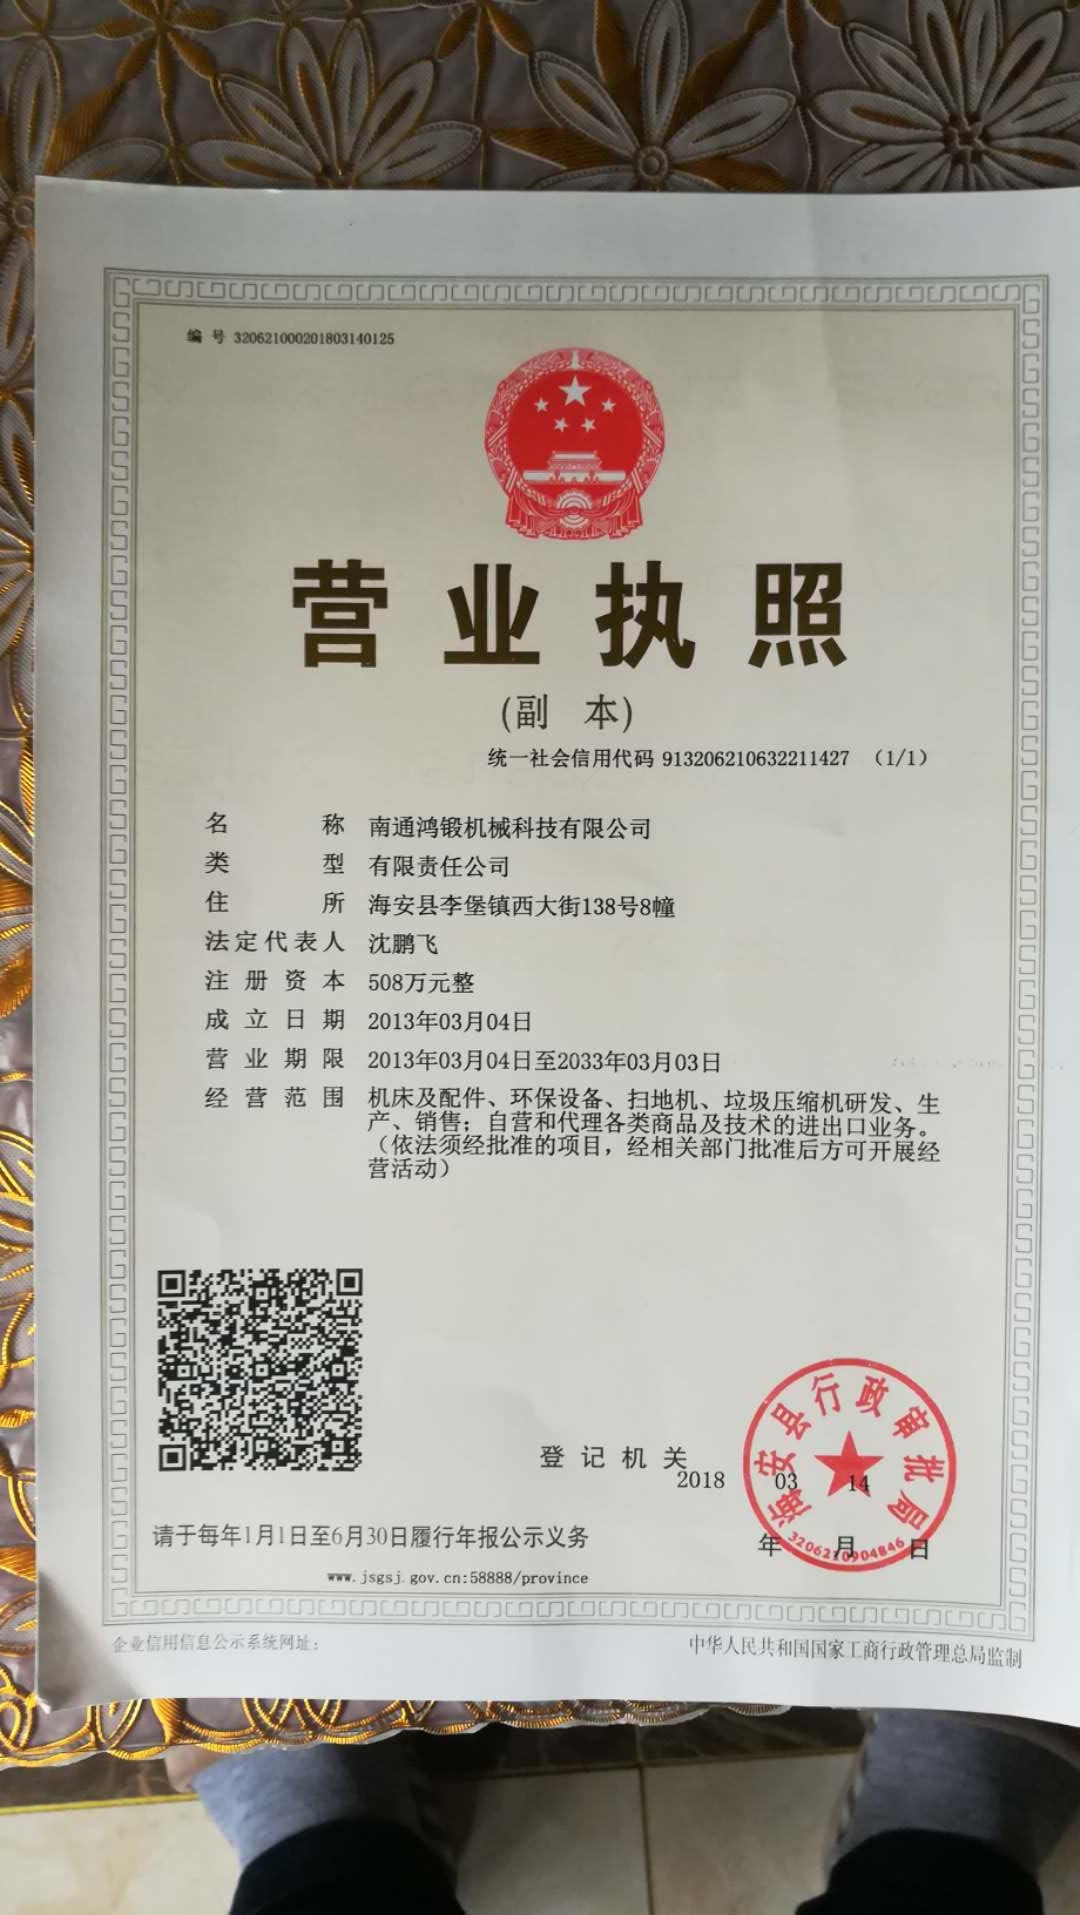 编 号 320621000201803140125
营业执照
(副 本)
统一社会信用代码 913206210632211427 （1/1）
名 称 南通鸿锻机械科技有限公司
类 型 有限责任公司
住 所 海安县李堡镇西大街138号8幢
法定代表人 沈鹏飞
注册资本 508万元整
成立日期 2013年03月04日
营业期限 2013年03月04日至2033年03月03日
经营范围 机床及配件、环保设备、扫地机、垃圾压缩机研发、生
产、销售；自营和代理各类商品及技术的进出口业务。
（依法须经批准的项目，经相关部门批准后方可开展经
营活动）
登记机关
海安县行政审批局
3206210904846
2018 03 14
年 月 日
请于每年1月1日至6月30日履行年报公示义务
www.jsgsj.gov.cn:58888/province
企业信用信息公示系统网址：
中华人民共和国国家工商行政管理总局监制